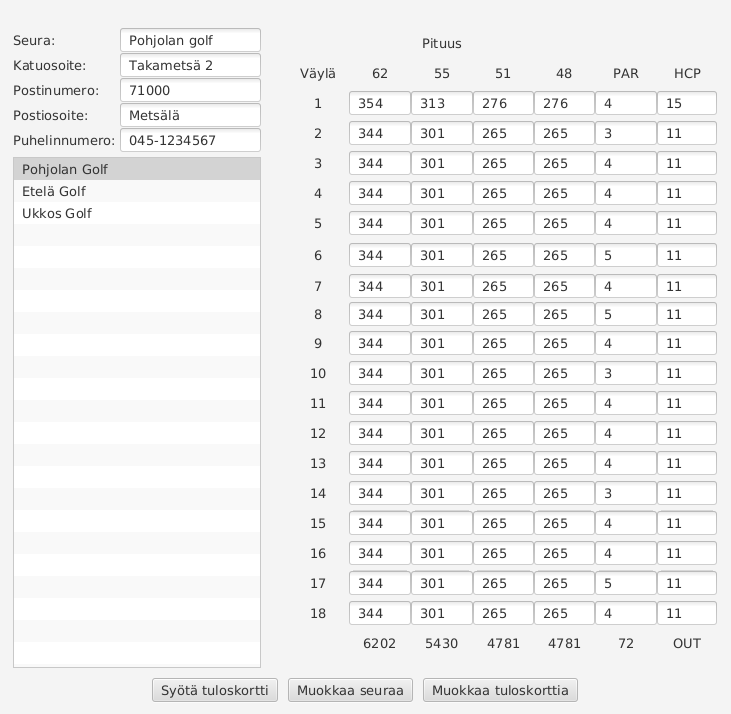 Seura: Pohjolan golf
Katuosoite: Takametsä 2
Postinumero: 71000
Postiosoite: Metsälä
Puhelinnumero: 045-1234567
Pohjolan Golf
Etelä Golf
Ukkos Golf
Pituus
Väylä 62 55 51 48 PAR HCP
1 354 313 276 276 4 15
2 344 301 265 265 3 11
3 344 301 265 265 4 11
4 344 301 265 265 4 11
5 344 301 265 265 4 11
6 344 301 265 265 5 11
7 344 301 265 265 4 11
8 344 301 265 265 5 11
9 344 301 265 265 4 11
10 344 301 265 265 3 11
11 344 301 265 265 4 11
12 344 301 265 265 4 11
13 344 301 265 265 4 11
14 344 301 265 265 3 11
15 344 301 265 265 4 11
16 344 301 265 265 4 11
17 344 301 265 265 5 11
18 344 301 265 265 4 11
6202 5430 4781 4781 72 OUT
Syötä tuloskortti Muokkaa seuraa Muokkaa tuloskorttia